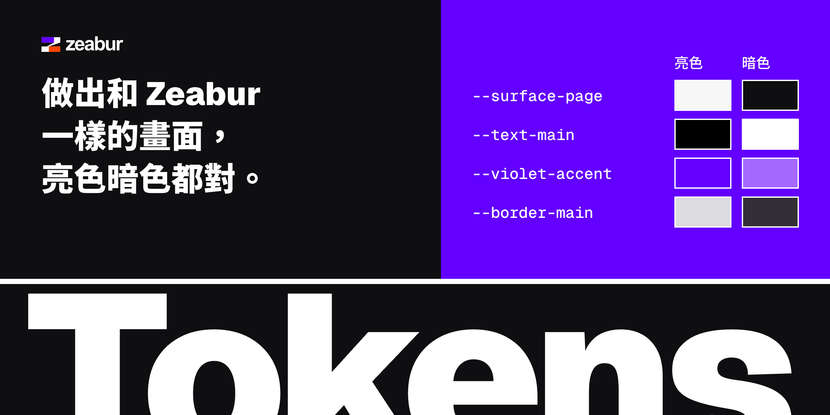 zeabur
做出和 Zeabur
一樣的畫面，
亮色暗色都對。
亮色 暗色
--surface-page
--text-main
--violet-accent
--border-main
Tokens